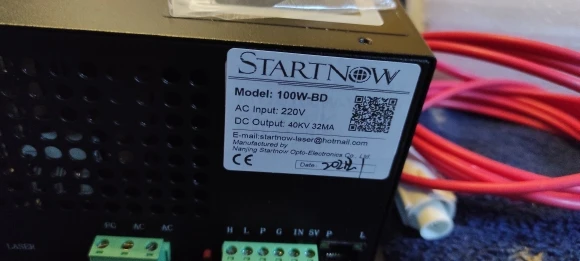 STARTNOW
Model: 100W-BD
AC Input: 220V
DC Output: 40KV 32MA
E-mail:startnow-laser@hotmail.com
Manufactured by
Nanjing Startnow Opto-Electronics Co., Ltd
CE
Date:
FG AC AC
H L P G IN 5V P L
LASER